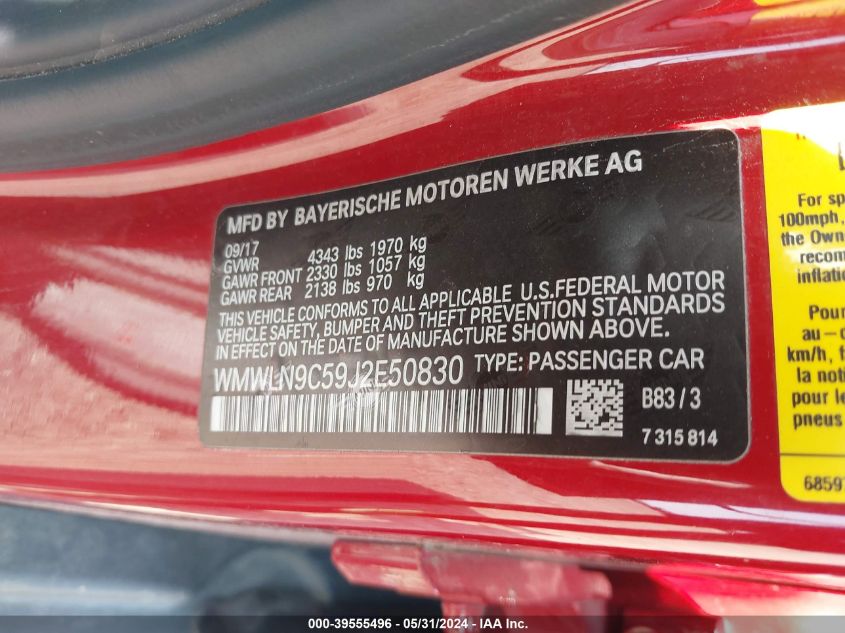 MFD BY BAYERISCHE MOTOREN WERKE AG
09/17
GVWR 4343 lbs 1970 kg
GAWR FRONT 2330 lbs 1057 kg
GAWR REAR 2138 lbs 970 kg
THIS VEHICLE CONFORMS TO ALL APPLICABLE U.S.FEDERAL MOTOR
VEHICLE SAFETY, BUMPER AND THEFT PREVENTION STANDARDS
IN EFFECT ON THE DATE OF MANUFACTURE SHOWN ABOVE.
WMWLN9C59J2E50830 TYPE: PASSENGER CAR
B83 / 3
7 315 814
For sp
100mph,
the Own
recom
inflatio
Pour
au-d
km/h, f
la noti
pour le
pneus
6859
000-39555496 - 05/31/2024 - IAA Inc.